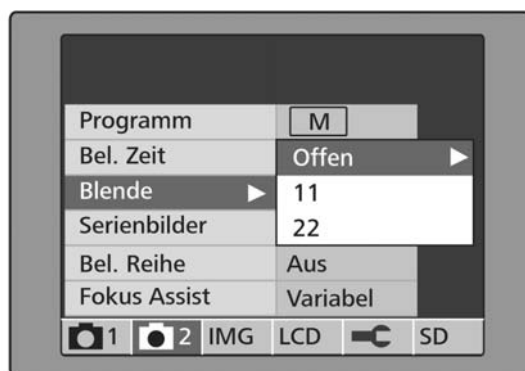 Programm M
Bel. Zeit Offen
Blende 11
Serienbilder 22
Bel. Reihe Aus
Fokus Assist Variabel
1 2 IMG LCD SD